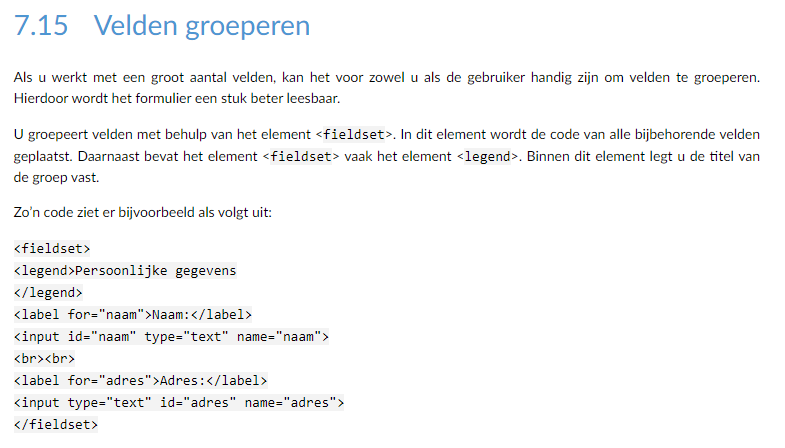 7.15 Velden groeperen
Als u werkt met een groot aantal velden, kan het voor zowel u als de gebruiker handig zijn om velden te groeperen.
Hierdoor wordt het formulier een stuk beter leesbaar.
U groepeert velden met behulp van het element <fieldset>. In dit element wordt de code van alle bijbehorende velden
geplaatst. Daarnaast bevat het element <fieldset> vaak het element <legend>. Binnen dit element legt u de titel van
de groep vast.
Zo’n code ziet er bijvoorbeeld als volgt uit:
<fieldset>
<legend>Persoonlijke gegevens
</legend>
<label for="naam">Naam:</label>
<input id="naam" type="text" name="naam">
<br><br>
<label for="adres">Adres:</label>
<input type="text" id="adres" name="adres">
</fieldset>